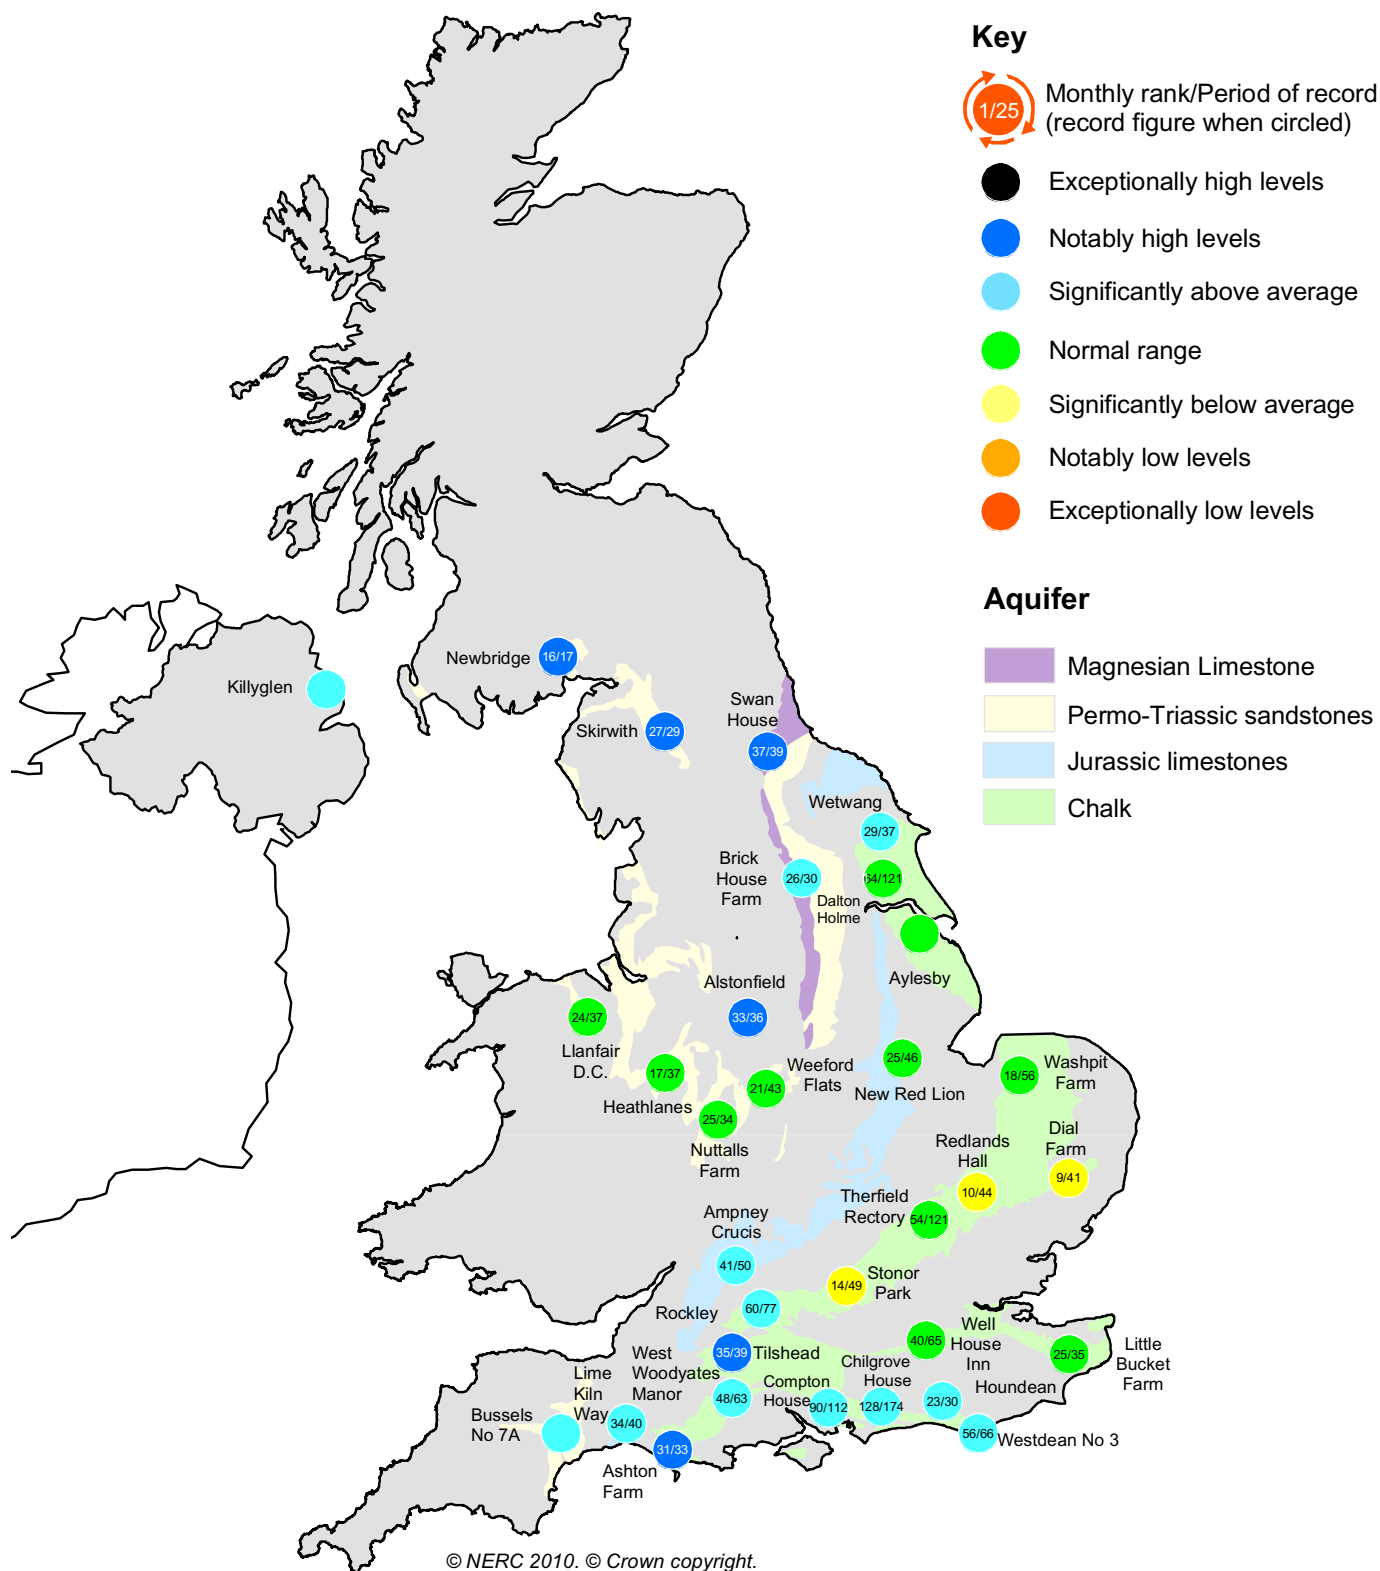 Key
1/25
Monthly rank/Period of record
(record figure when circled)
Exceptionally high levels
Notably high levels
Significantly above average
Normal range
Significantly below average
Notably low levels
Exceptionally low levels
Aquifer
Magnesian Limestone
Permo-Triassic sandstones
Jurassic limestones
Chalk
Newbridge
16/17
Killyglen
Skirwith
27/29
Swan
House
37/39
Wetwang
29/37
Brick
House
Farm
26/30
64/121
Dalton
Holme
Aylesby
Alstonfield
33/36
24/37
Llanfair
D.C.
17/37
Heathlanes
25/34
Nuttalls
Farm
21/43
Weeford
Flats
25/46
New Red Lion
18/56
Washpit
Farm
Dial
Farm
9/41
Redlands
Hall
10/44
Therfield
Rectory
54/121
Ampney
Crucis
41/50
14/49
Stonor
Park
Rockley
60/77
35/39
Tilshead
40/65
Well
House
Inn
25/35
Little
Bucket
Farm
West
Woodyates
Manor
48/63
Compton
House
90/112
Chilgrove
House
128/174
Houndean
23/30
56/66
Westdean No 3
Lime
Kiln
Way
34/40
Bussels
No 7A
31/33
Ashton
Farm
© NERC 2010. © Crown copyright.